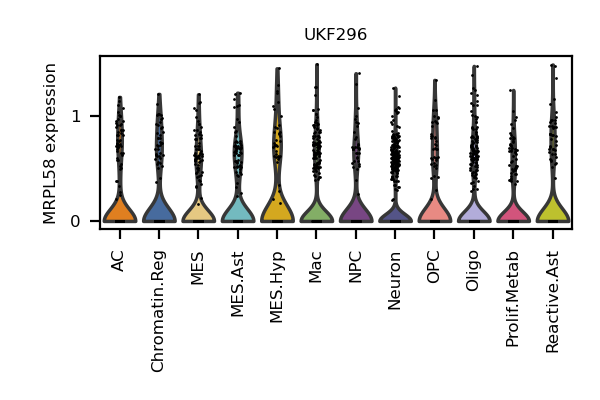 UKF296
MRPL58 expression
1
0
AC
Chromatin.Reg
MES
MES.Ast
MES.Hyp
Mac
NPC
Neuron
OPC
Oligo
Prolif.Metab
Reactive.Ast